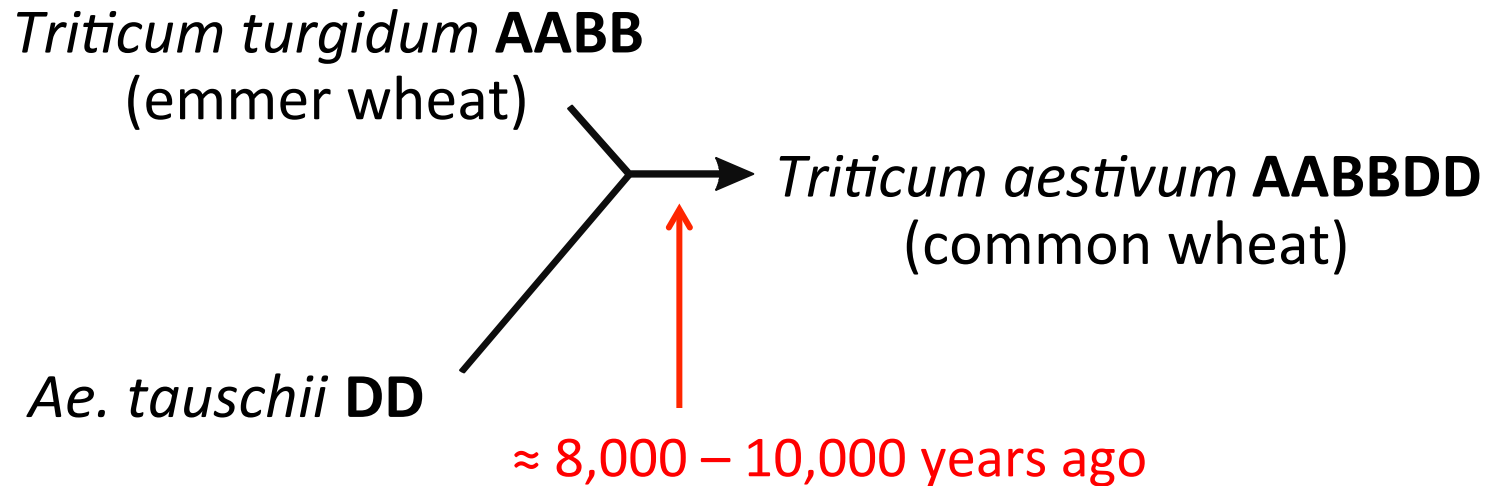 Triticum turgidum AABB
(emmer wheat)
Triticum aestivum AABBDD
(common wheat)
Ae. tauschii DD
≈ 8,000 – 10,000 years ago